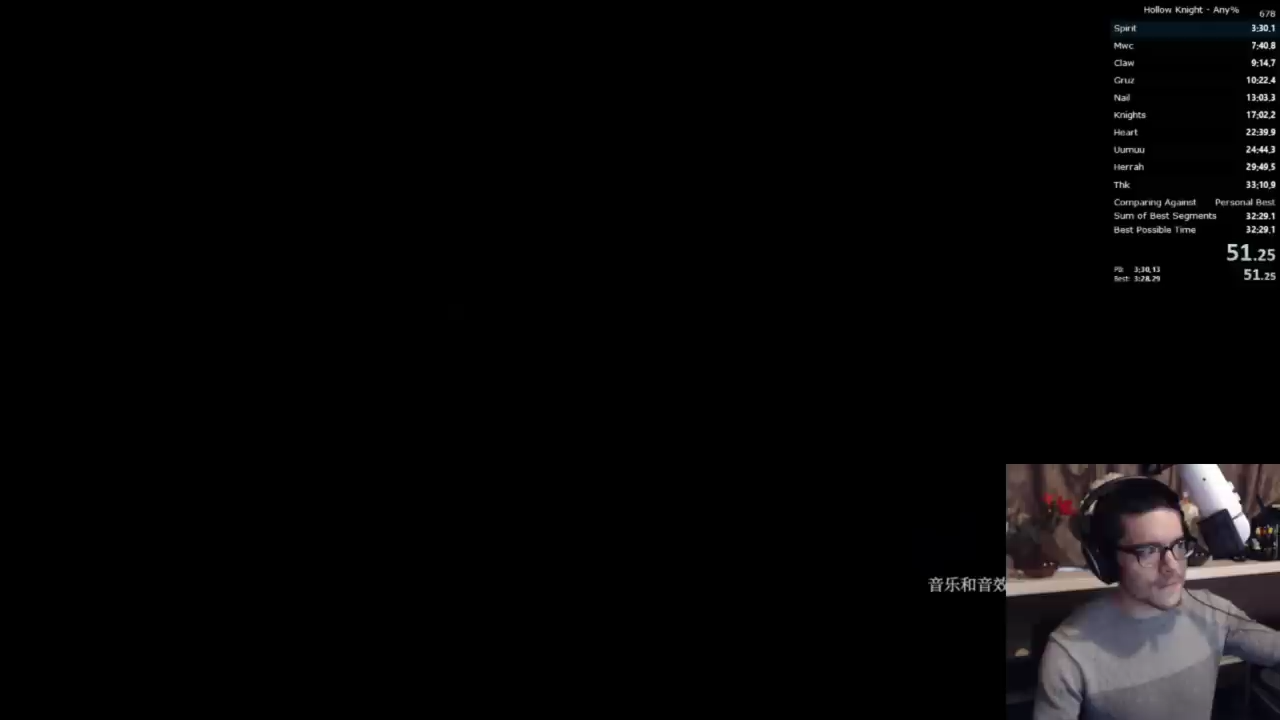 Hollow Knight - Any%
678
Spirit 3:30,1
Mwc 7:40,8
Claw 9:14,7
Gruz 10:22,4
Nail 13:03,3
Knights 17:02,2
Heart 22:39,9
Uumuu 24:44,3
Herrah 29:49,5
Thk 33:10,9
Comparing Against Personal Best
Sum of Best Segments 32:29.1
Best Possible Time 32:29.1
51.25
PB: 3:30,13
Best: 3:28,29
51.25
音乐和音效